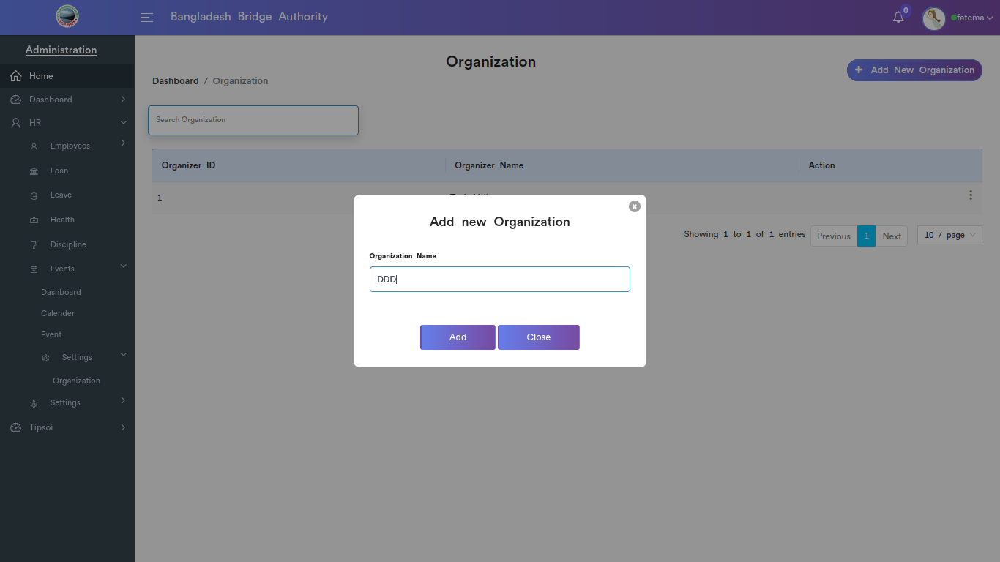 Bangladesh Bridge Authority
0
fatema
Administration
Home
Dashboard
HR
Employees
Loan
Leave
Health
Discipline
Events
Dashboard
Calender
Event
Settings
Organization
Settings
Tipsoi
Organization
Dashboard / Organization
+ Add New Organization
Search Organization
Organizer ID Organizer Name Action
1
Showing 1 to 1 of 1 entries Previous 1 Next 10 / page
Add new Organization
Organization Name
DDD
Add Close